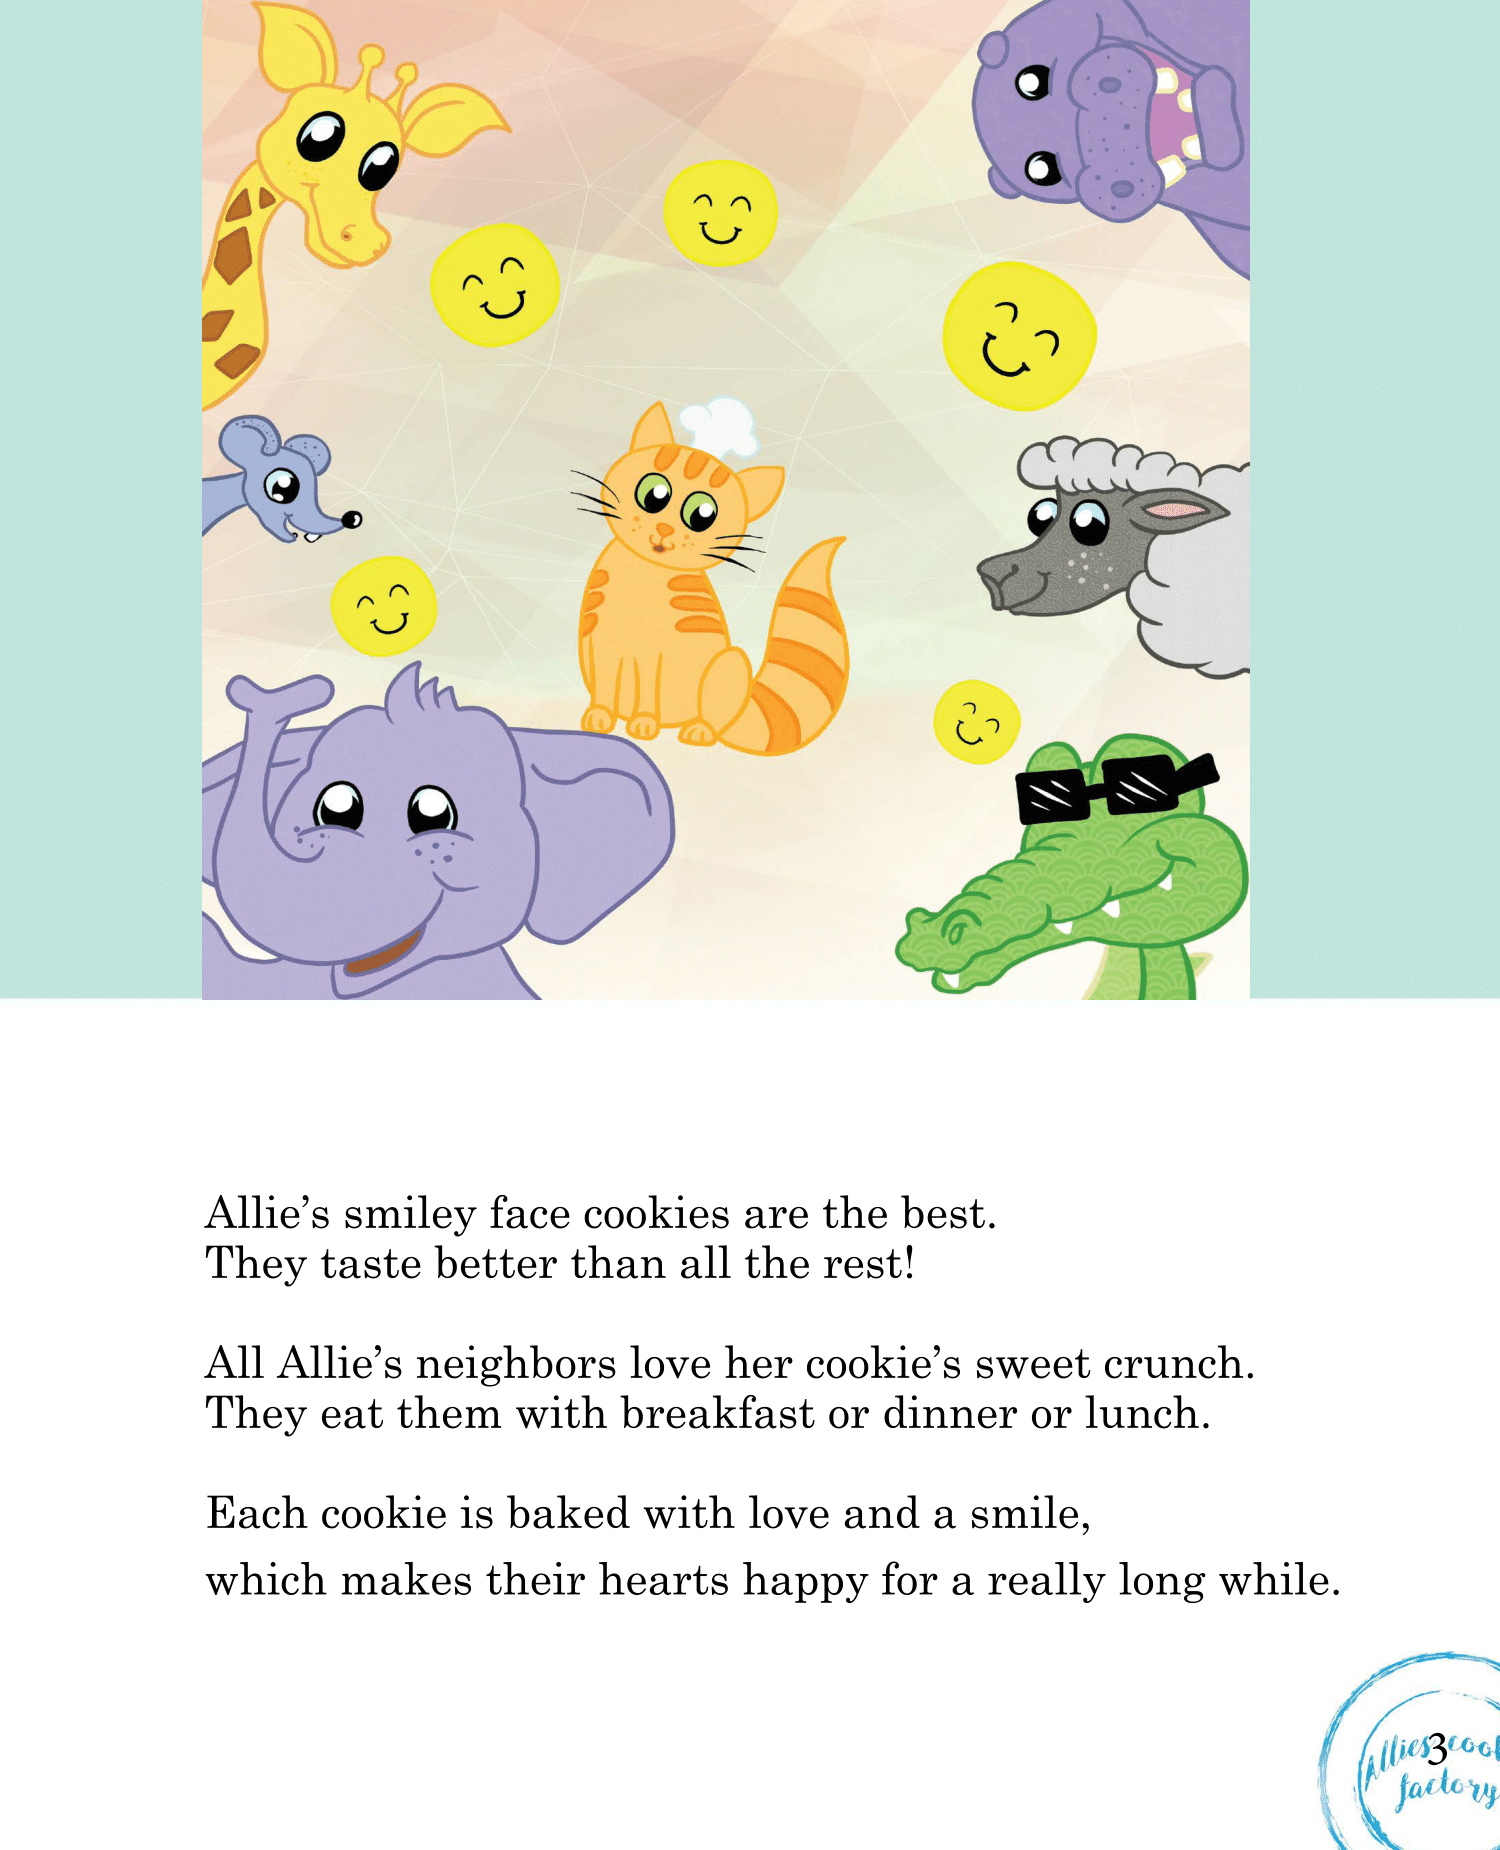 Allie’s smiley face cookies are the best.
They taste better than all the rest!
All Allie’s neighbors love her cookie’s sweet crunch.
They eat them with breakfast or dinner or lunch.
Each cookie is baked with love and a smile,
which makes their hearts happy for a really long while.
3
Allies
factory